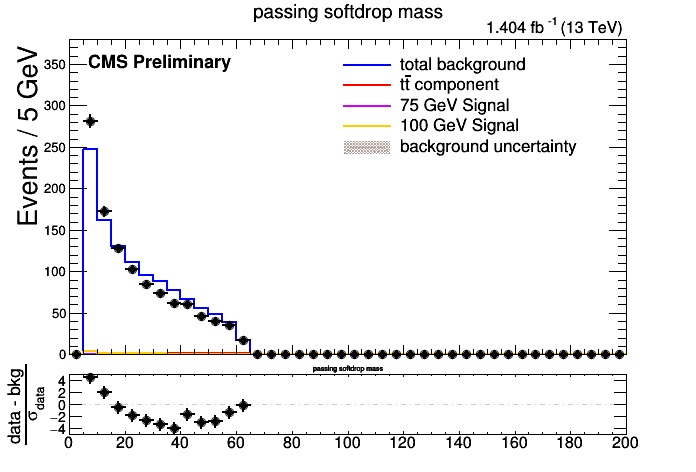 passing softdrop mass
1.404 fb -1 (13 TeV)
CMS Preliminary
total background
tt̄ component
75 GeV Signal
100 GeV Signal
background uncertainty
Events / 5 GeV
350
300
250
200
150
100
50
0
passing softdrop mass
data - bkg
σdata
4
2
0
−2
−4
0 20 40 60 80 100 120 140 160 180 200